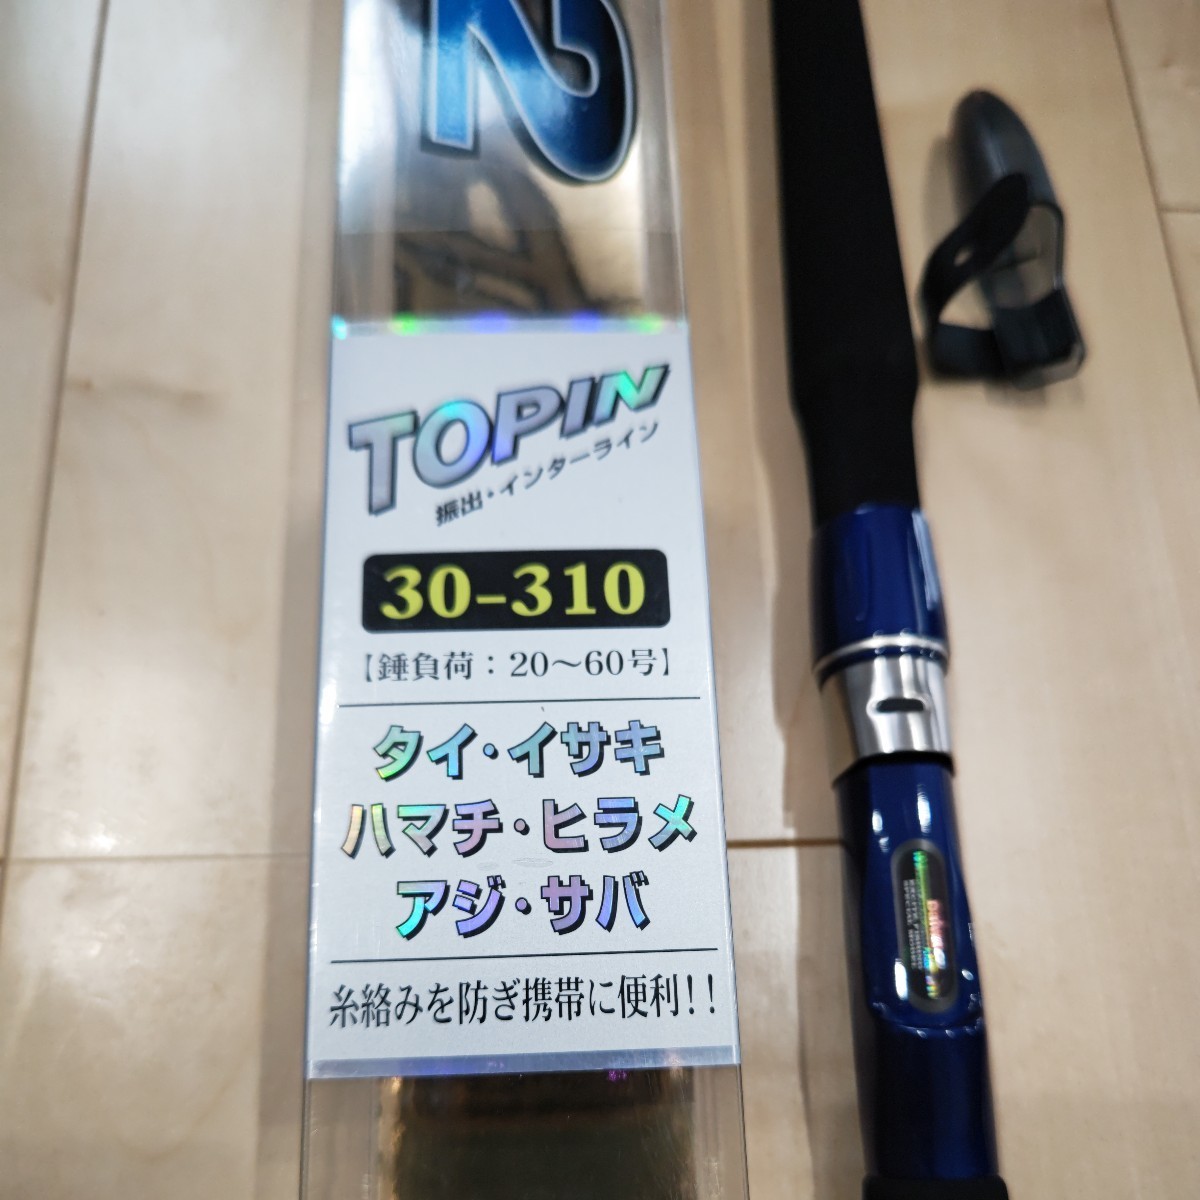 2
TOPIN
振出・インターライン
30-310
【錘負荷：20～60号】
タイ・イサキ
ハマチ・ヒラメ
アジ・サバ
糸絡みを防ぎ携帯に便利!!